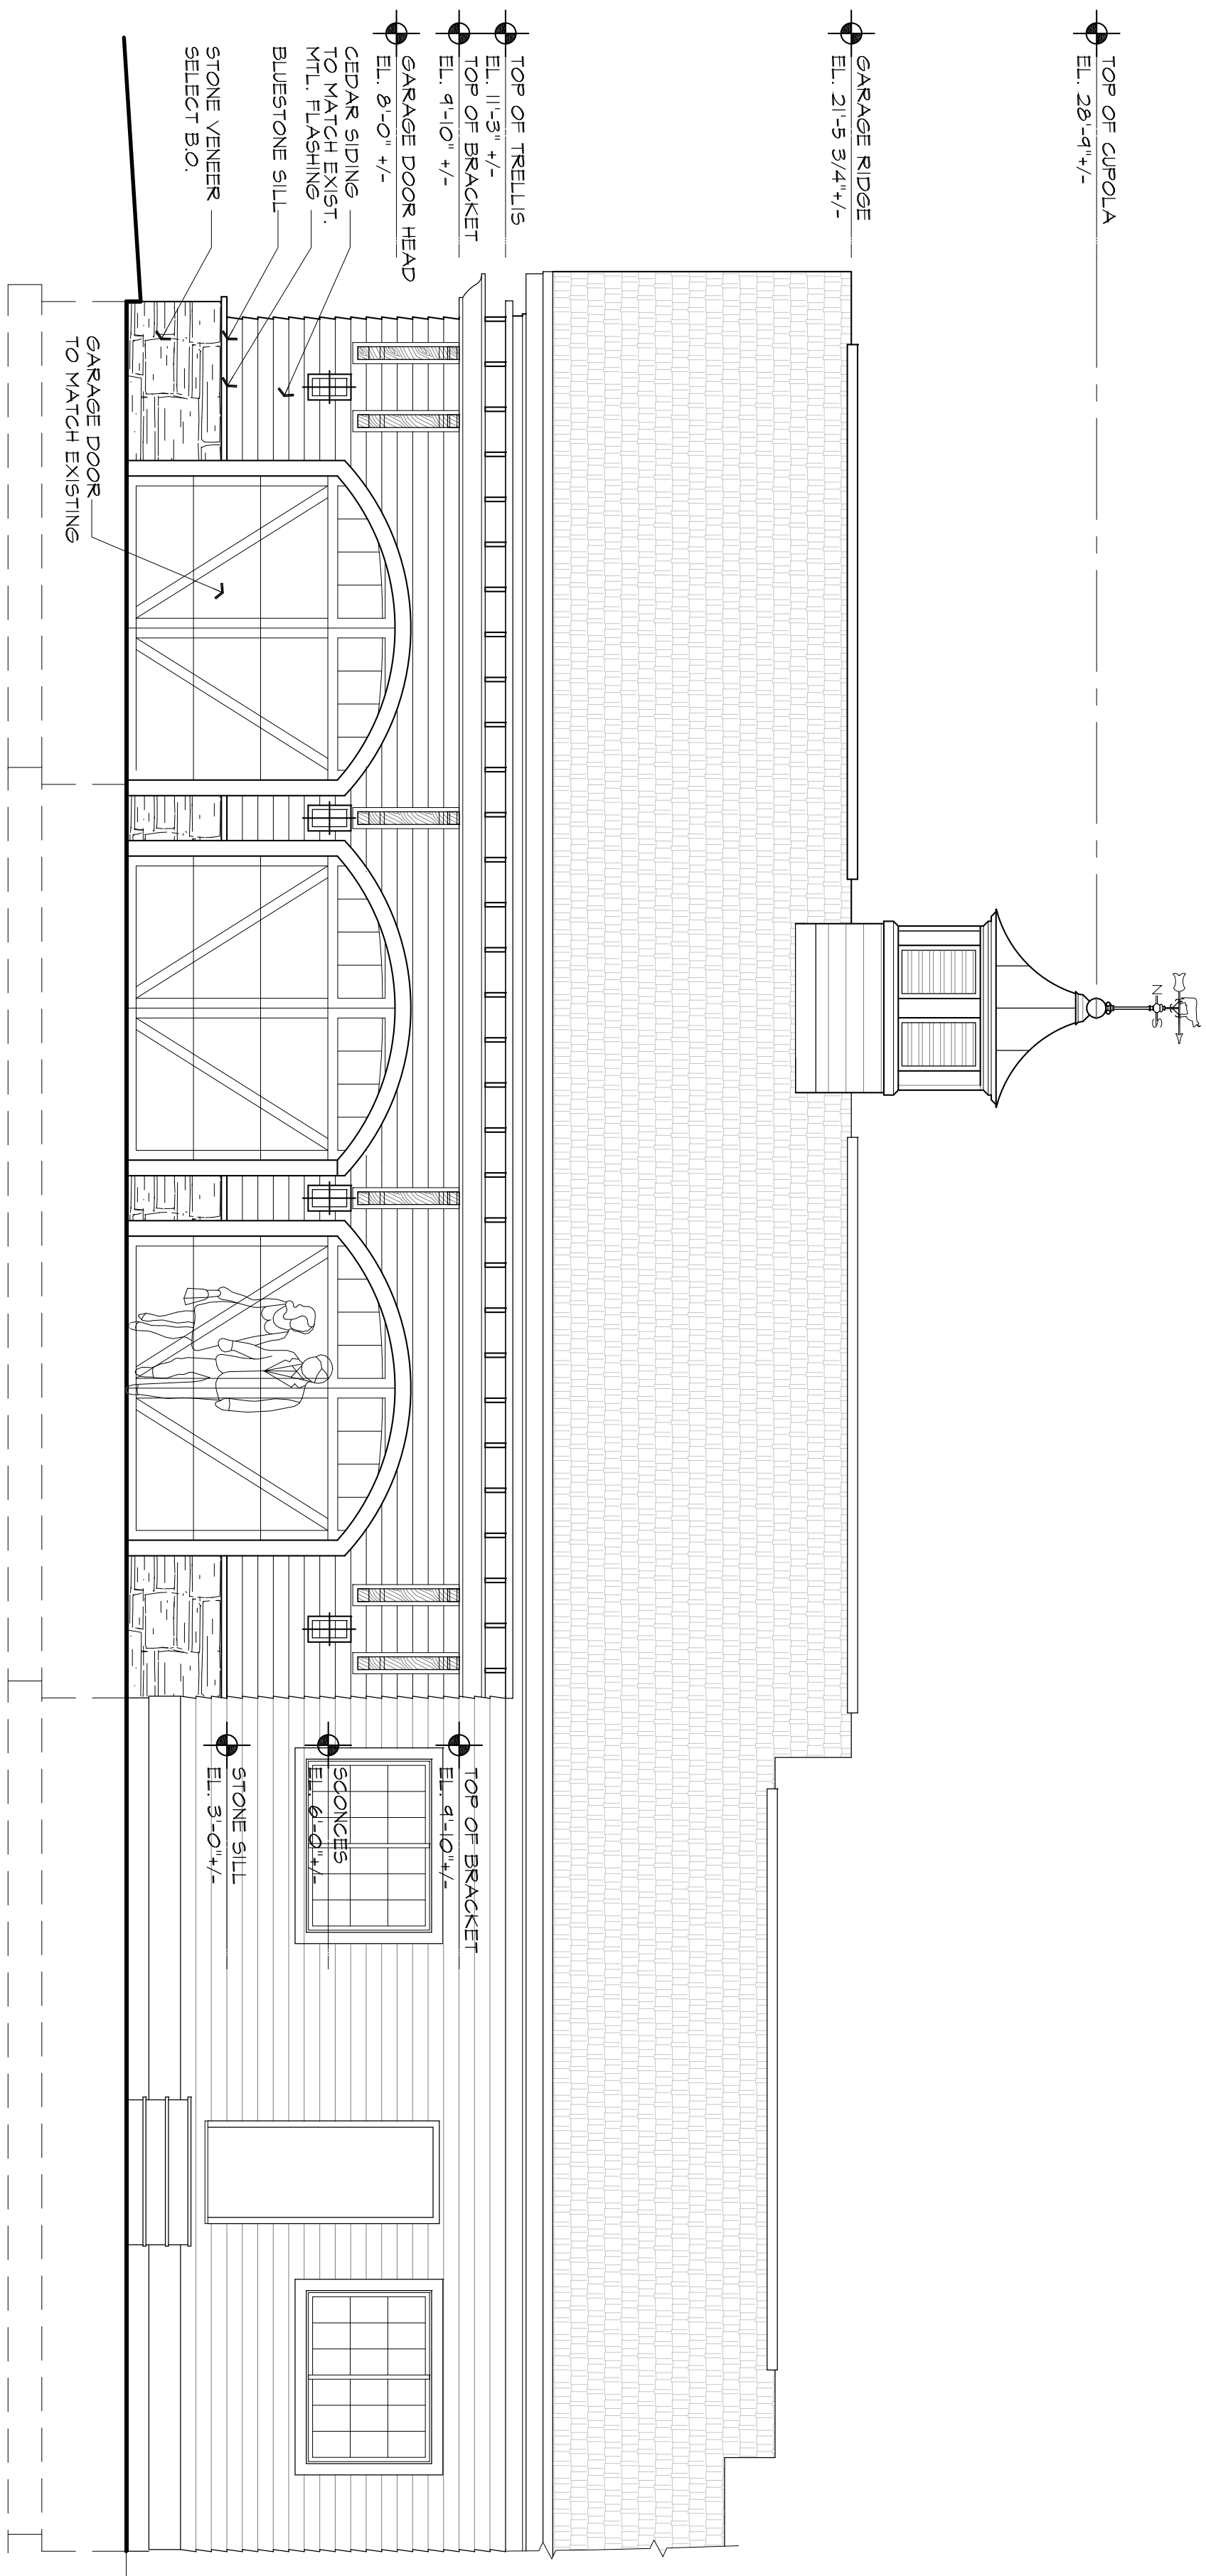 TOP OF CUPOLA
EL. 28'-9"+/-
GARAGE RIDGE
EL. 21'-5 3/4"+/-
TOP OF TRELLIS
EL. 11'-3" +/-
TOP OF BRACKET
EL. 9'-10" +/-
GARAGE DOOR HEAD
EL. 8'-0" +/-
CEDAR SIDING
TO MATCH EXIST.
MTL. FLASHING
BLUESTONE SILL
STONE VENEER
SELECT B.O.
GARAGE DOOR
TO MATCH EXISTING
N
S
TOP OF BRACKET
EL. 9'-10"+/-
SCONCES
EL. 6'-0"+/-
STONE SILL
EL. 3'-0"+/-